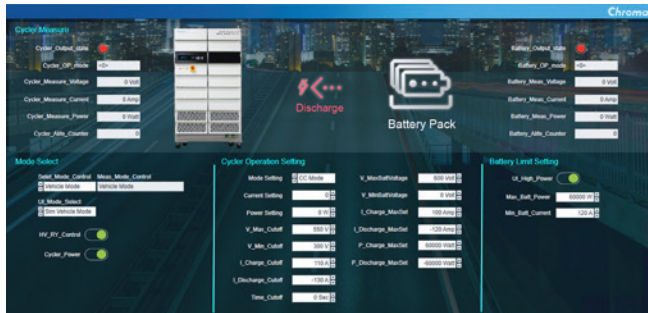 Chroma
Cycler Measure
Cycler_Output_state
Cycler_OP_mode
<0>
Cycler_Measure_Voltage
0 Volt
Cycler_Measure_Current
0 Amp
Cycler_Measure_Power
0 Watt
Cycler_Alife_Counter
0
Discharge
Battery Pack
Battery_Output_state
Battery_OP_mode
<0>
Battery_Meas_Voltage
0 Volt
Battery_Meas_Current
0 Amp
Battery_Meas_Power
0 Watt
Battery_Alife_Counter
0
Mode Select
Selet_Mode_Control Meas_Mode_Control
Vehicle Mode Vehicle Mode
UI_Mode_Select
Sim Vehicle Mode
HV_RY_Control
Cycler_Power
Cycler Operation Setting
Mode Setting CC Mode
Current Setting 0
Power Setting 0 W
V_Max_Cutoff 550 V
V_Min_Cutoff 300 V
I_Charge_Cutoff 110 A
I_Discharge_Cutoff -130 A
Time_Cutoff 0 Sec
V_MaxBattVoltage 600 Volt
V_MinBattVoltage 0 Volt
I_Charge_MaxSet 100 Amp
I_Discharge_MaxSet -120 Amp
P_Charge_MaxSet 60000 Watt
P_Discharge_MaxSet -60000 Watt
Battery Limit Setting
UI_High_Power
Max_Batt_Power 60000 W
Min_Batt_Current 120 A